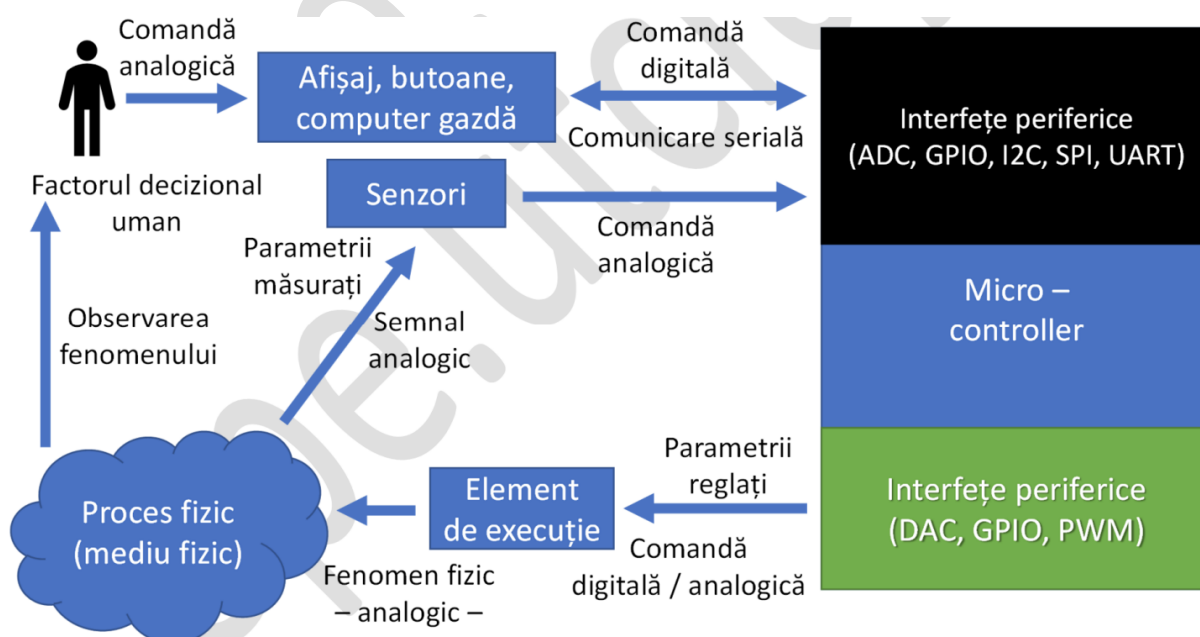 Comandă
analogică
Afișaj, butoane,
computer gazdă
Comandă
digitală
Comunicare serială
Interfețe periferice
(ADC, GPIO, I2C, SPI, UART)
Factorul decizional
uman
Senzori
Comandă
analogică
Parametrii
măsurați
Semnal
analogic
Observarea
fenomenului
Micro –
controller
Proces fizic
(mediu fizic)
Element
de execuție
Fenomen fizic
– analogic –
Parametrii
reglați
Comandă
digitală / analogică
Interfețe periferice
(DAC, GPIO, PWM)